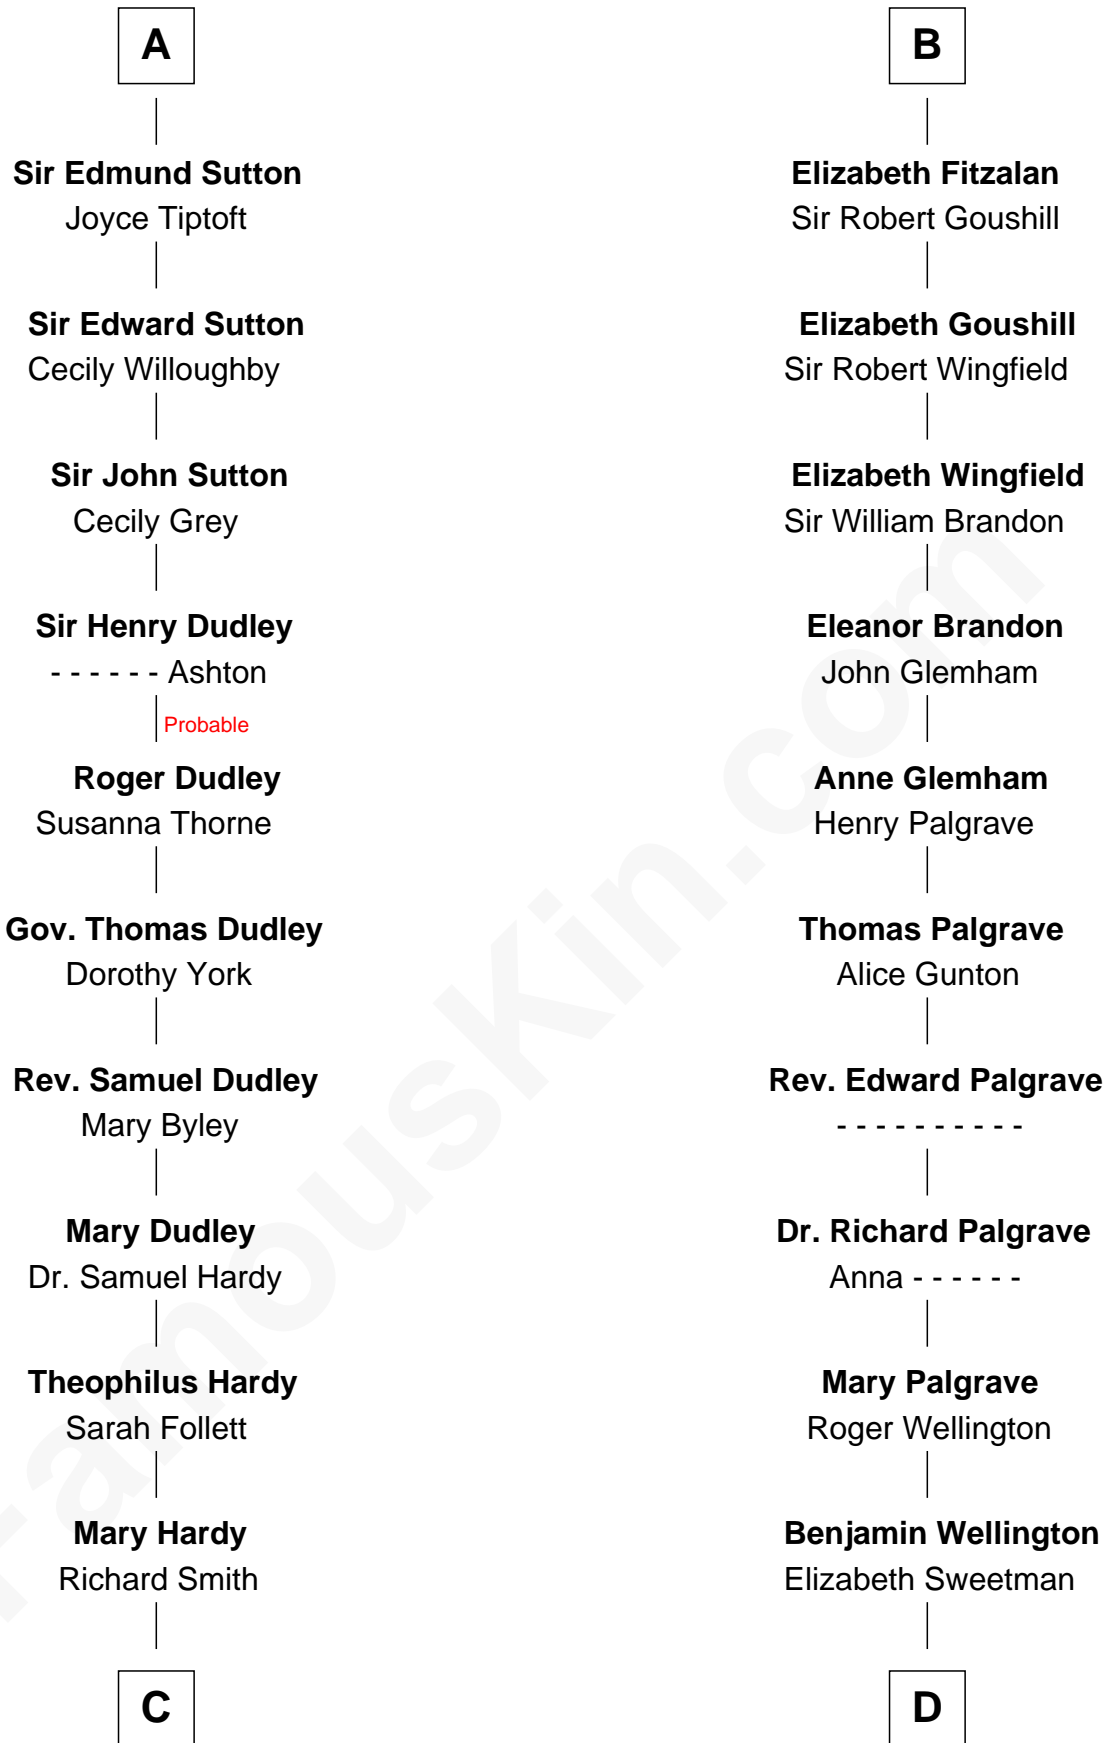 A
Sir Edmund Sutton
Joyce Tiptoft
Sir Edward Sutton
Cecily Willoughby
Sir John Sutton
Cecily Grey
Sir Henry Dudley
- - - - - - Ashton
Probable
Roger Dudley
Susanna Thorne
Gov. Thomas Dudley
Dorothy York
Rev. Samuel Dudley
Mary Byley
Mary Dudley
Dr. Samuel Hardy
Theophilus Hardy
Sarah Follett
Mary Hardy
Richard Smith
C
B
Elizabeth Fitzalan
Sir Robert Goushill
Elizabeth Goushill
Sir Robert Wingfield
Elizabeth Wingfield
Sir William Brandon
Eleanor Brandon
John Glemham
Anne Glemham
Henry Palgrave
Thomas Palgrave
Alice Gunton
Rev. Edward Palgrave
- - - - - - - - - -
Dr. Richard Palgrave
Anna - - - - - -
Mary Palgrave
Roger Wellington
Benjamin Wellington
Elizabeth Sweetman
D
FamousKin.com